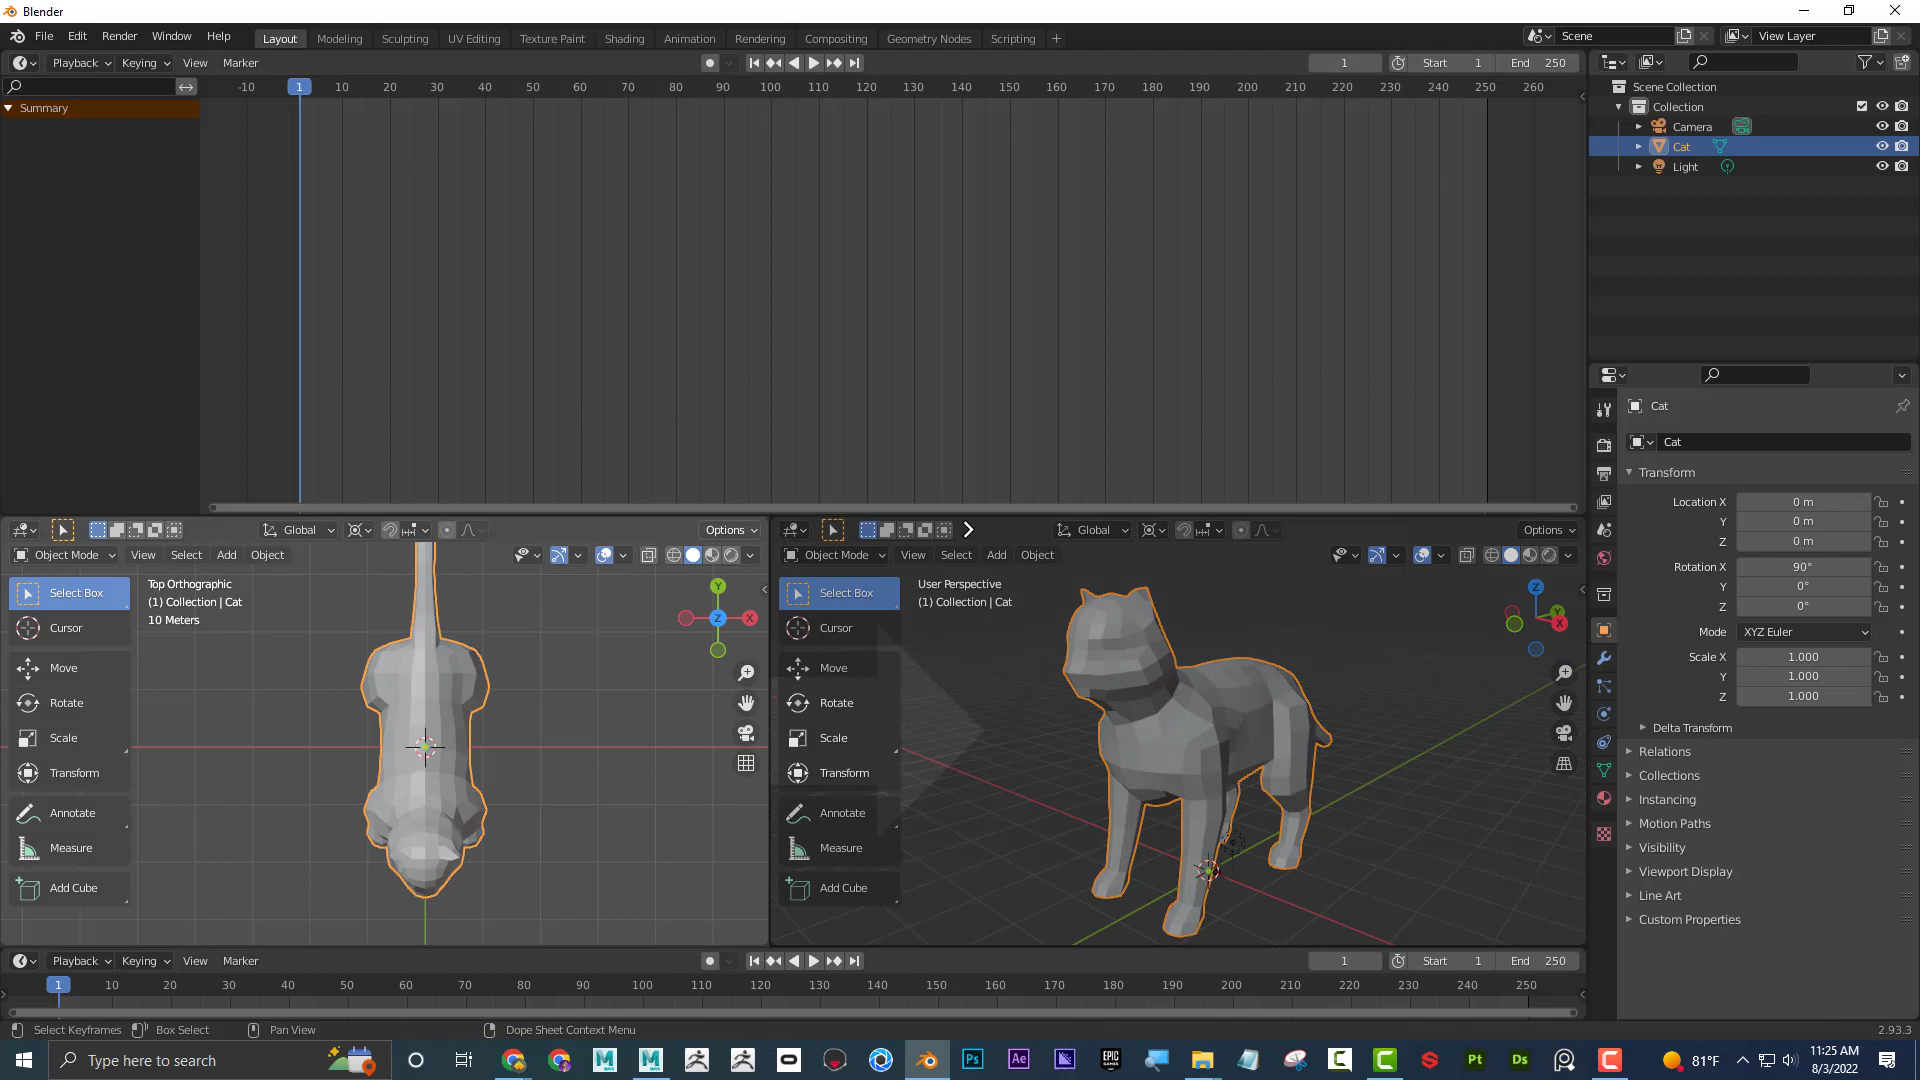 Blender
File Edit Render Window Help Layout Modeling Sculpting UV Editing Texture Paint Shading Animation Rendering Compositing Geometry Nodes Scripting Scene View Layer
Playback Keying View Marker 1 Start 1 End 250
-10 1 10 20 30 40 50 60 70 80 90 100 110 120 130 140 150 160 170 180 190 200 210 220 230 240 250 260
Summary
Scene Collection
Collection
Camera
Cat
Light
Cat
Cat
Transform
Location X 0 m
Y 0 m
Z 0 m
Rotation X 90°
Y 0°
Z 0°
Mode XYZ Euler
Scale X 1.000
Y 1.000
Z 1.000
Delta Transform
Relations
Collections
Instancing
Motion Paths
Visibility
Viewport Display
Line Art
Custom Properties
Global Options
Object Mode View Select Add Object
Select Box
Cursor
Move
Rotate
Scale
Transform
Annotate
Measure
Add Cube
Top Orthographic
(1) Collection | Cat
10 Meters
Y
Z
X
Global Options
Object Mode View Select Add Object
Select Box
Cursor
Move
Rotate
Scale
Transform
Annotate
Measure
Add Cube
User Perspective
(1) Collection | Cat
Z
Y
X
Playback Keying View Marker 1 Start 1 End 250
1 10 20 30 40 50 60 70 80 90 100 110 120 130 140 150 160 170 180 190 200 210 220 230 240 250
Select Keyframes Box Select Pan View Dope Sheet Context Menu 2.93.3
Type here to search
M M Ps Ae EPIC GAMES C C S Pt Ds C
81°F
11:25 AM
8/3/2022